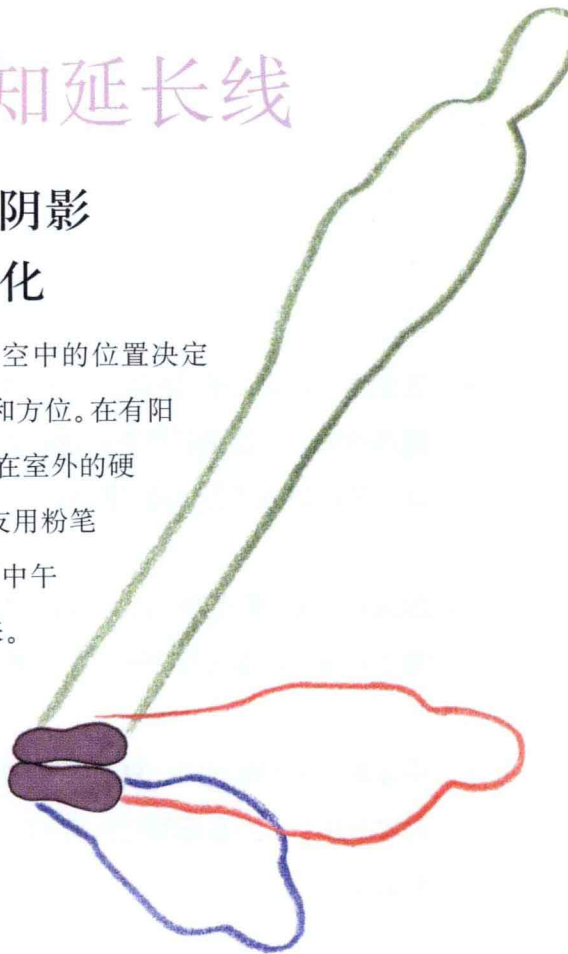 知延长线
阴影
化
空中的位置决定
和方位。在有阳
在室外的硬
友用粉笔
中午
。